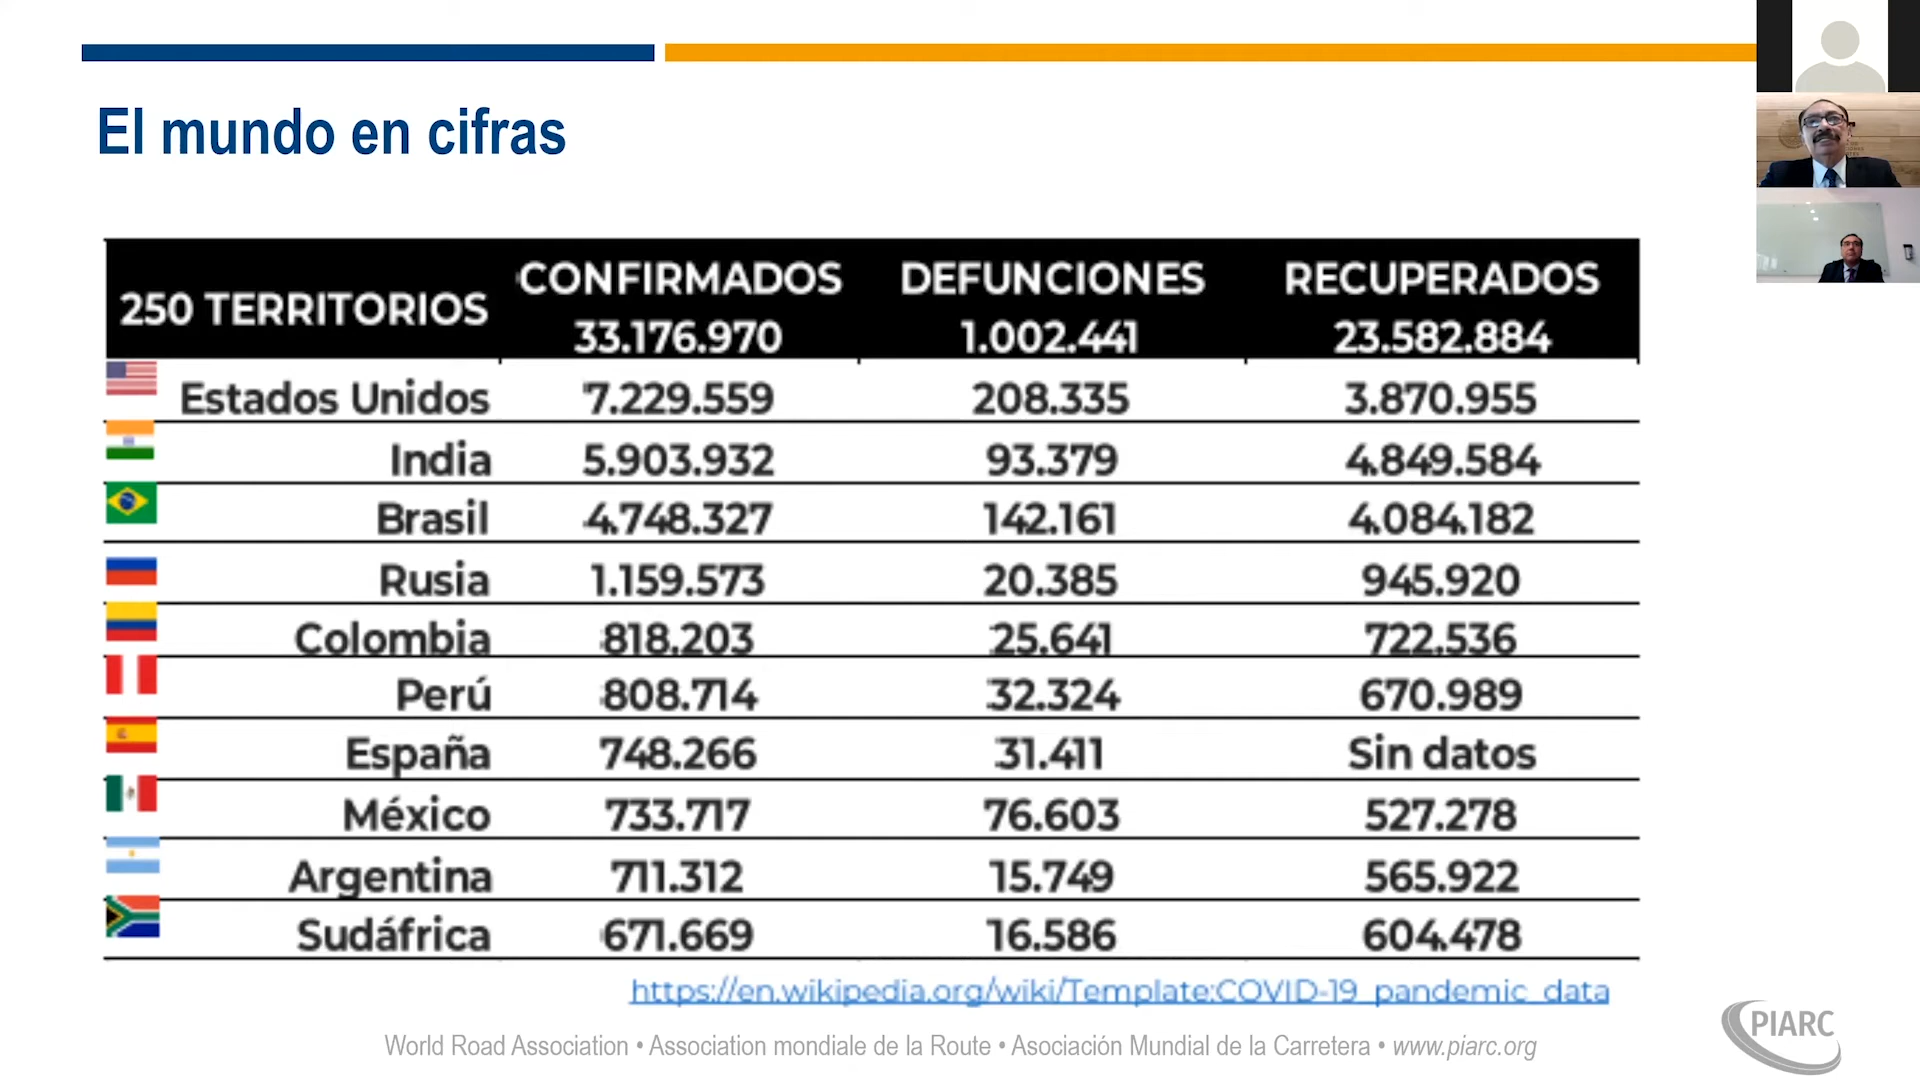 El mundo en cifras
250 TERRITORIOS CONFIRMADOS 33.176.970 DEFUNCIONES 1.002.441 RECUPERADOS 23.582.884
Estados Unidos 7.229.559 208.335 3.870.955
India 5.903.932 93.379 4.849.584
Brasil 4.748.327 142.161 4.084.182
Rusia 1.159.573 20.385 945.920
Colombia 818.203 25.641 722.536
Perú 808.714 32.324 670.989
España 748.266 31.411 Sin datos
México 733.717 76.603 527.278
Argentina 711.312 15.749 565.922
Sudáfrica 671.669 16.586 604.478
https://en.wikipedia.org/wiki/Template:COVID-19_pandemic_data
World Road Association • Association mondiale de la Route • Asociación Mundial de la Carretera • www.piarc.org
PIARC